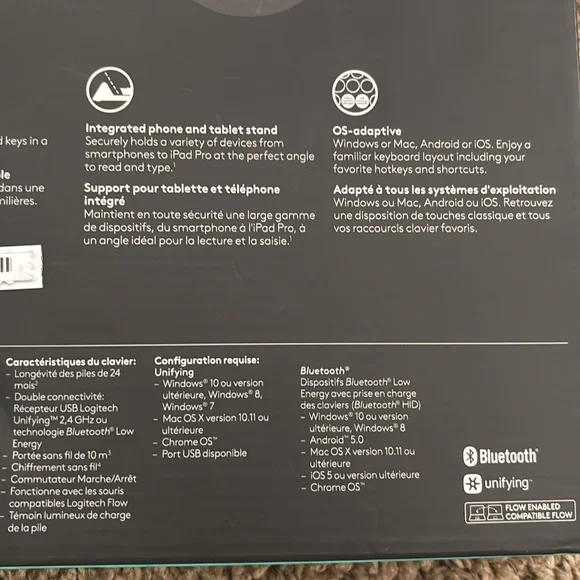 keys in a
dans une
milières.
Integrated phone and tablet stand
Securely holds a variety of devices from
smartphones to iPad Pro at the perfect angle
to read and type.¹
Support pour tablette et téléphone
intégré
Maintient en toute sécurité une large gamme
de dispositifs, du smartphone à l'iPad Pro, à
un angle idéal pour la lecture et la saisie.¹
OS-adaptive
Windows or Mac, Android or iOS. Enjoy a
familiar keyboard layout including your
favorite hotkeys and shortcuts.
Adapté à tous les systèmes d'exploitation
Windows ou Mac, Android ou iOS. Retrouvez
une disposition de touches classique et tous
vos raccourcis clavier favoris.
Caractéristiques du clavier:
- Longévité des piles de 24
mois²
- Double connectivité:
Récepteur USB Logitech
Unifying™ 2,4 GHz ou
technologie Bluetooth® Low
Energy
- Portée sans fil de 10 m³
- Chiffrement sans fil⁴
- Commutateur Marche/Arrêt
- Fonctionne avec les souris
compatibles Logitech Flow
- Témoin lumineux de charge
de la pile
Configuration requise:
Unifying
- Windows® 10 ou version
ultérieure, Windows® 8,
Windows® 7
- Mac OS X version 10.11 ou
ultérieure
- Chrome OS™
- Port USB disponible
Bluetooth®
Dispositifs Bluetooth® Low
Energy avec prise en charge
des claviers (Bluetooth® HID)
- Windows® 10 ou version
ultérieure, Windows® 8
- Android™ 5.0
- Mac OS X version 10.11 ou
ultérieure
- iOS 5 ou version ultérieure
- Chrome OS™
Bluetooth®
unifying™
FLOW ENABLED
COMPATIBLE FLOW